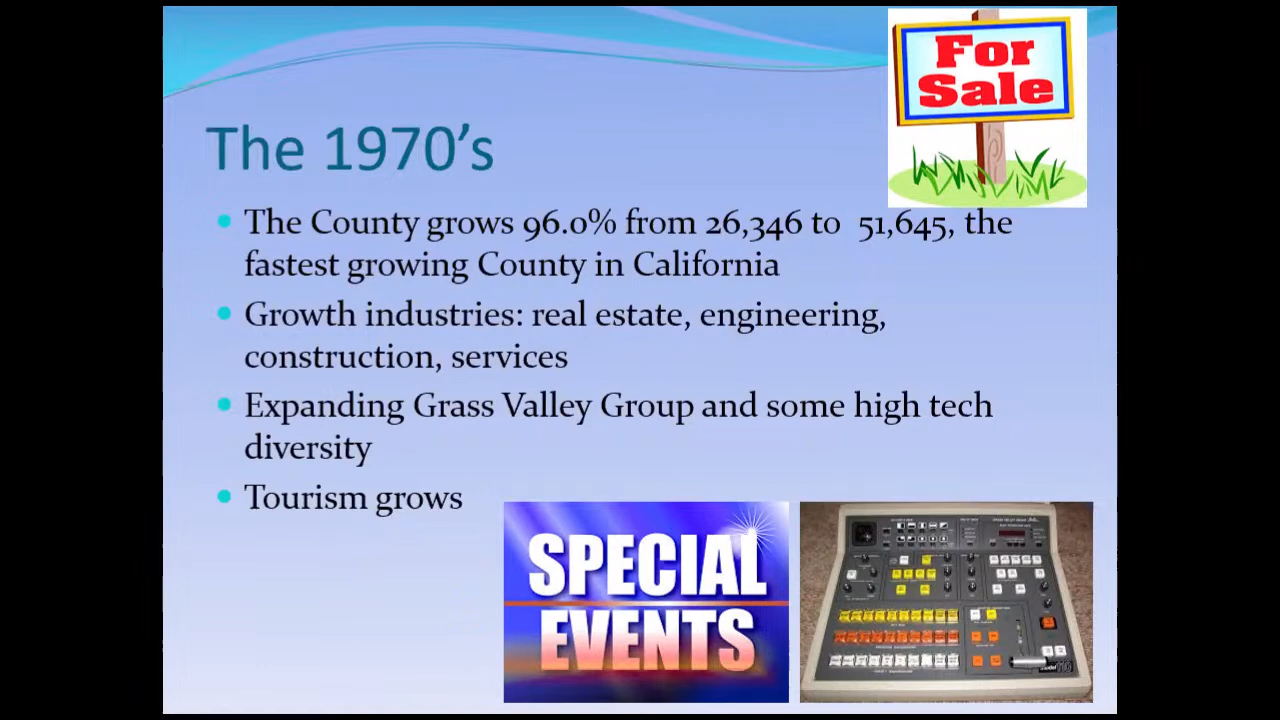 For
Sale
The 1970’s
The County grows 96.0% from 26,346 to  51,645, the
fastest growing County in California
Growth industries: real estate, engineering,
construction, services
Expanding Grass Valley Group and some high tech
diversity
Tourism grows
SPECIAL
EVENTS